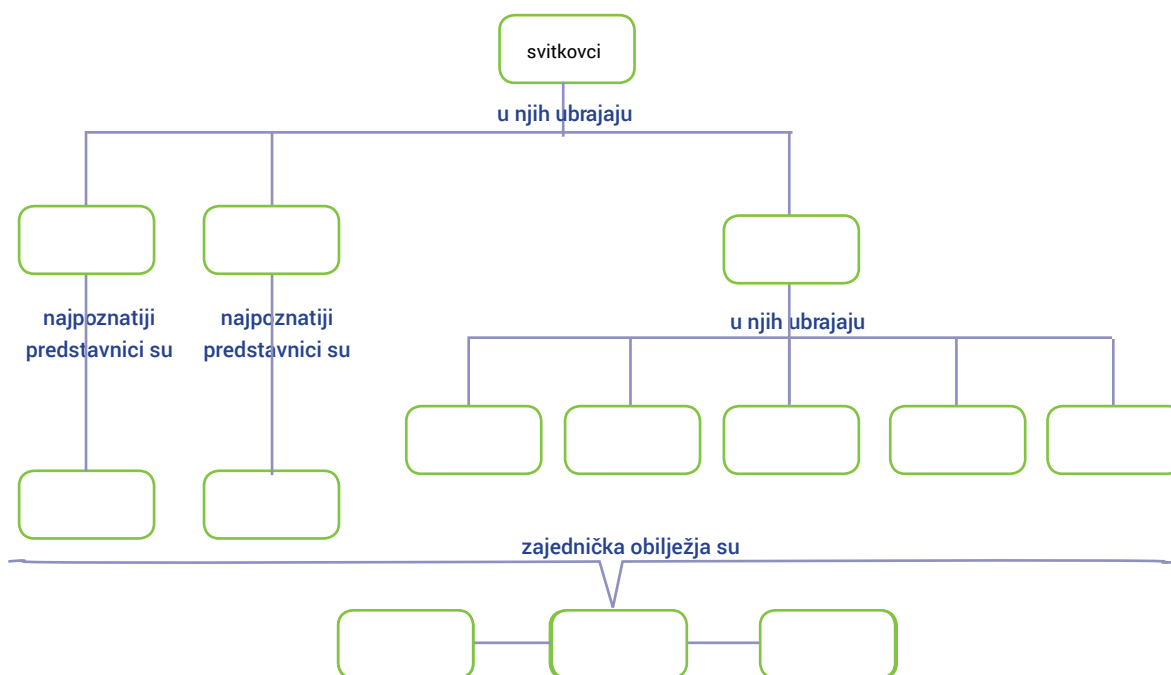 svitkovci
u njih ubrajaju
najpoznatiji
predstavnici su
najpoznatiji
predstavnici su
u njih ubrajaju
zajednička obilježja su